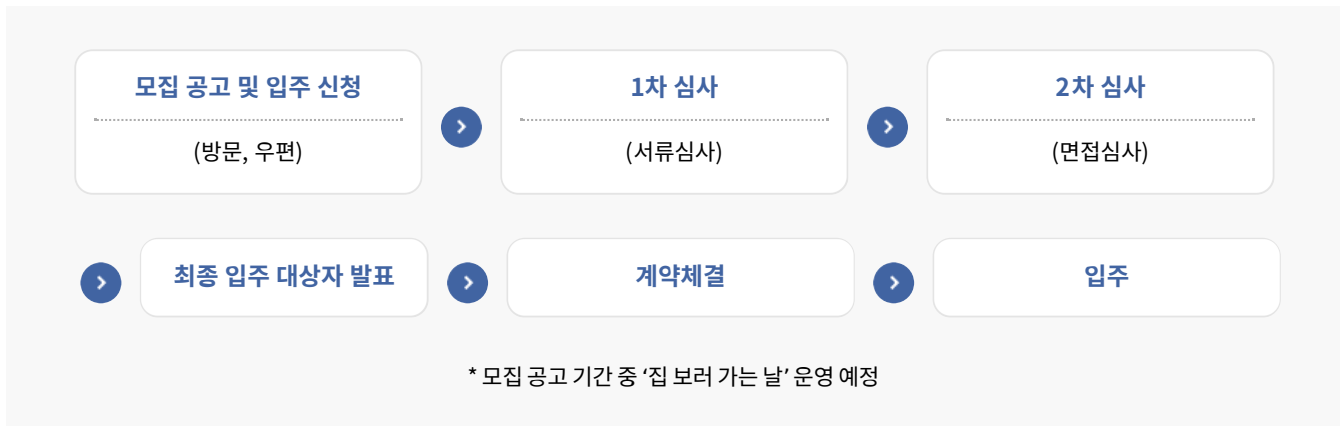 모집 공고 및 입주 신청
(방문, 우편)
1차 심사
(서류심사)
2차 심사
(면접심사)
최종 입주 대상자 발표
계약체결
입주
* 모집 공고 기간 중 ‘집 보러 가는 날’ 운영 예정